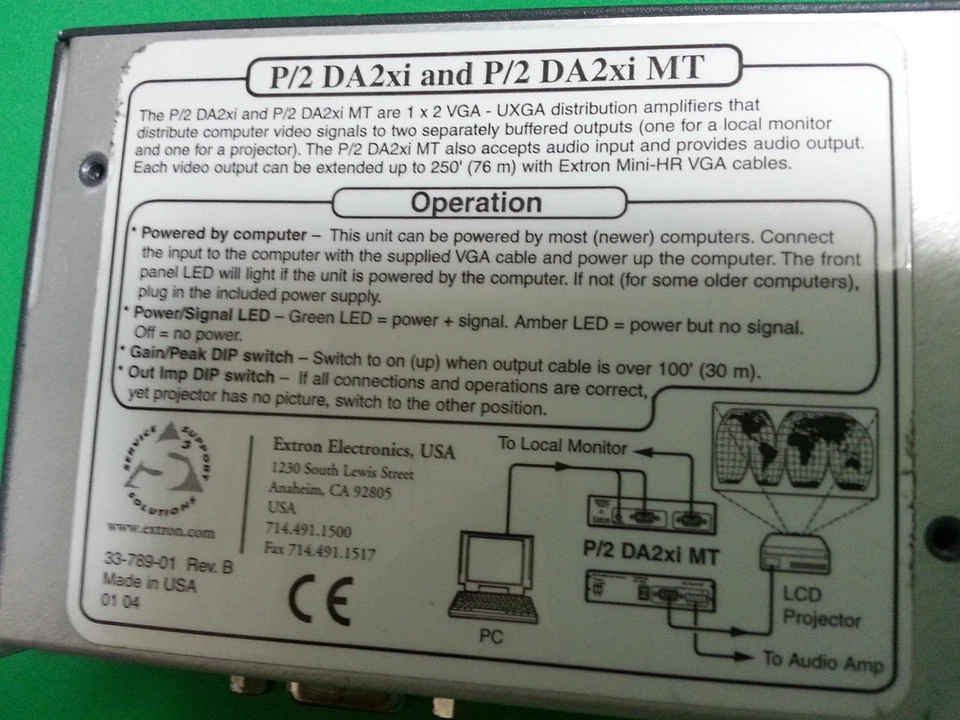 P/2 DA2xi and P/2 DA2xi MT
The P/2 DA2xi and P/2 DA2xi MT are 1 x 2 VGA - UXGA distribution amplifiers that
distribute computer video signals to two separately buffered outputs (one for a local monitor
and one for a projector). The P/2 DA2xi MT also accepts audio input and provides audio output.
Each video output can be extended up to 250' (76 m) with Extron Mini-HR VGA cables.
Operation
• Powered by computer – This unit can be powered by most (newer) computers. Connect
the input to the computer with the supplied VGA cable and power up the computer. The front
panel LED will light if the unit is powered by the computer. If not (for some older computers),
plug in the included power supply.
• Power/Signal LED – Green LED = power + signal. Amber LED = power but no signal.
Off = no power.
• Gain/Peak DIP switch – Switch to on (up) when output cable is over 100' (30 m).
• Out Imp DIP switch – If all connections and operations are correct,
yet projector has no picture, switch to the other position.
SERVICE SUPPORT SOLUTIONS
3
www.extron.com
33-789-01 Rev. B
Made in USA
01 04
Extron Electronics, USA
1230 South Lewis Street
Anaheim, CA 92805
USA
714.491.1500
Fax 714.491.1517
CE
To Local Monitor
P/2 DA2xi MT
PC
LCD
Projector
To Audio Amp